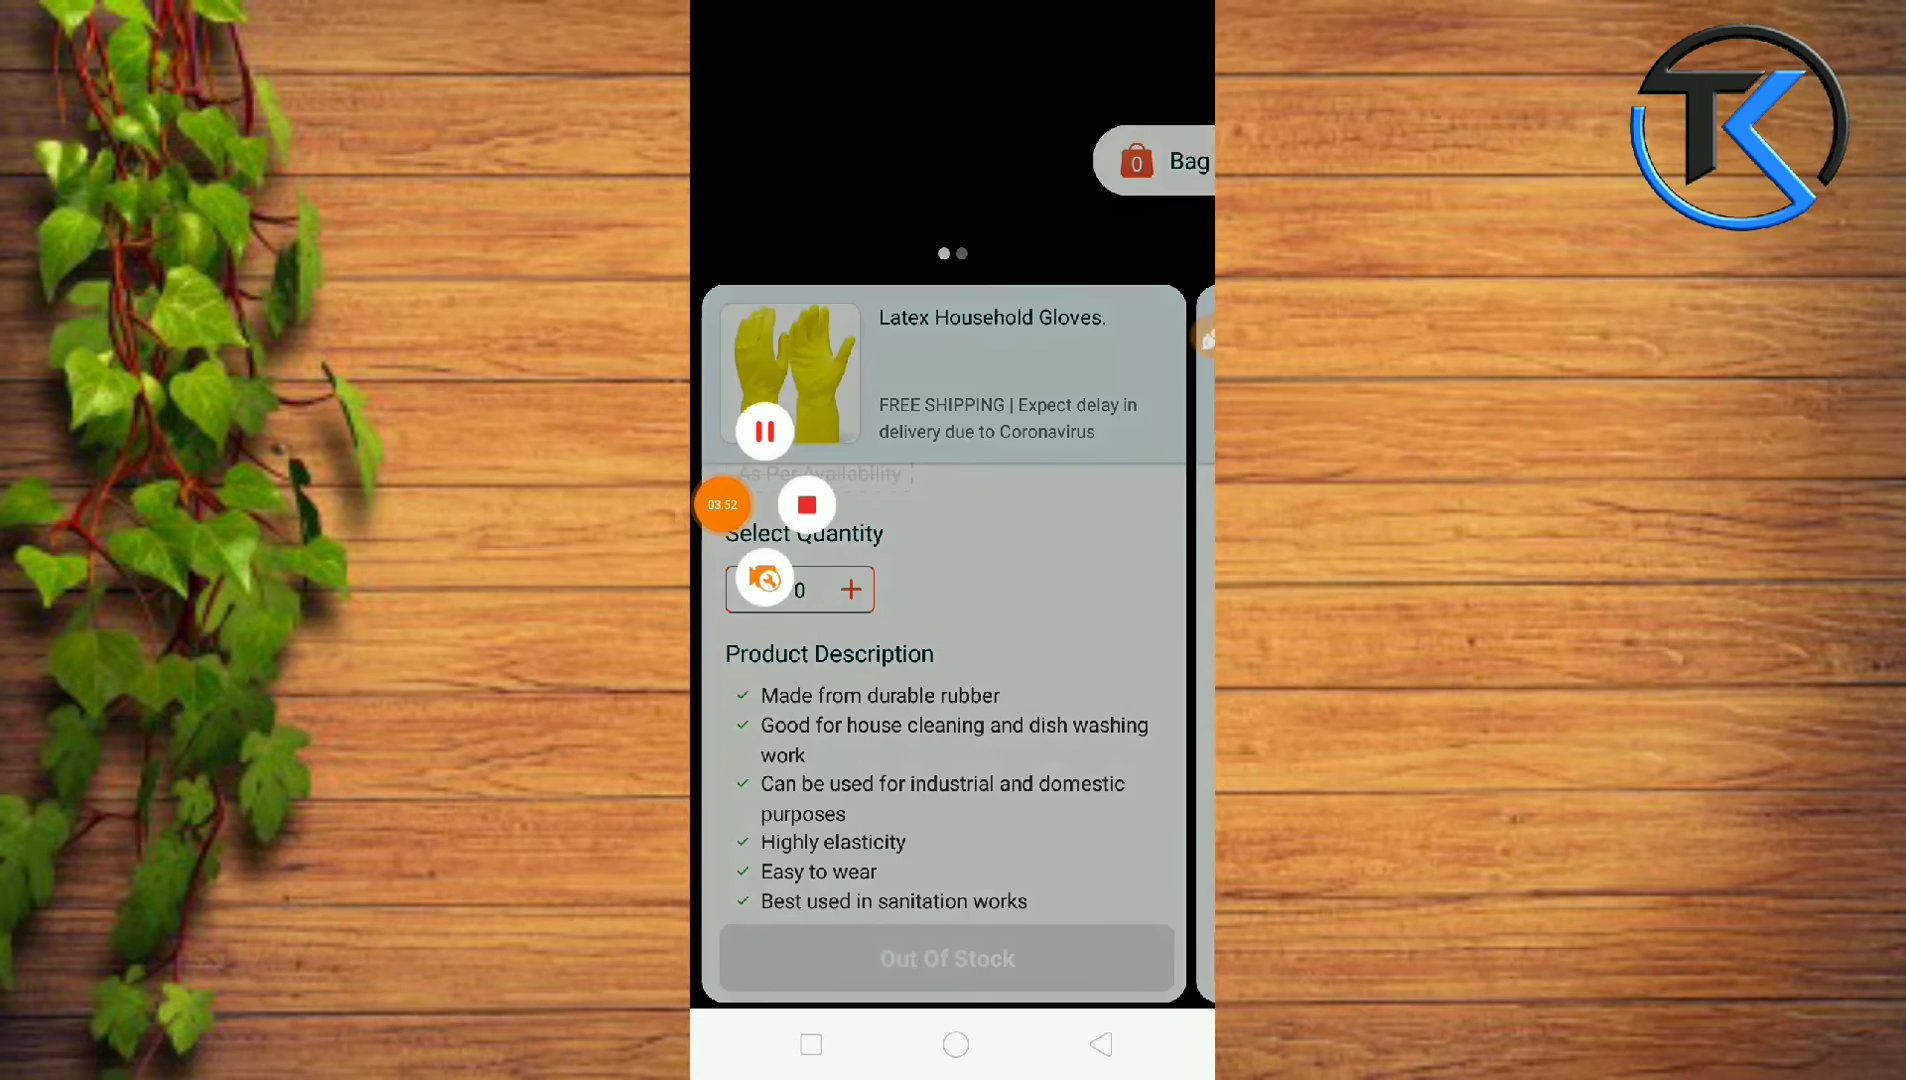 TK
0 Bag
Latex Household Gloves.
FREE SHIPPING | Expect delay in
delivery due to Coronavirus
As Per Availability
03:52
Select Quantity
0 +
Product Description
✓ Made from durable rubber
✓ Good for house cleaning and dish washing
work
✓ Can be used for industrial and domestic
purposes
✓ Highly elasticity
✓ Easy to wear
✓ Best used in sanitation works
Out Of Stock